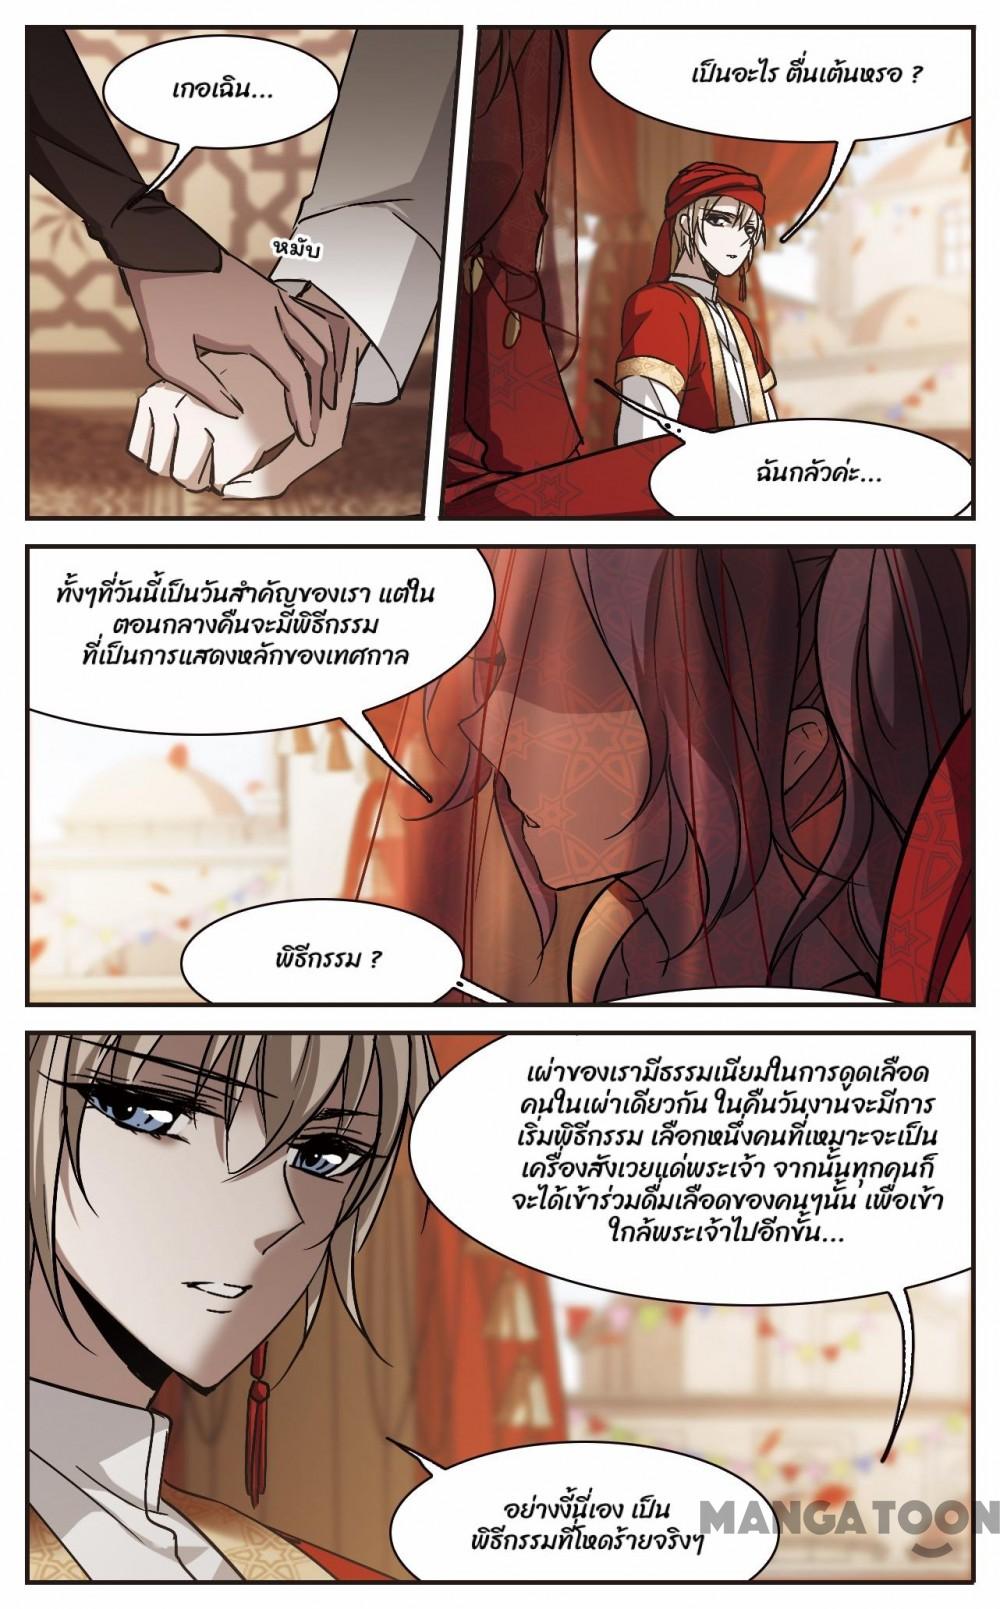 เกอเฉิน...
หมับ
เป็นอะไร ตื่นเต้นหรอ ?
ฉันกลัวค่ะ...
ทั้งๆที่วันนี้เป็นวันสำคัญของเรา แต่ใน
ตอนกลางคืนจะมีพิธีกรรม
ที่เป็นการแสดงหลักของเทศกาล
พิธีกรรม ?
เผ่าของเรามีธรรมเนียมในการดูดเลือด
คนในเผ่าเดียวกัน ในคืนวันงานจะมีการ
เริ่มพิธีกรรม เลือกหนึ่งคนที่เหมาะจะเป็น
เครื่องสังเวยแด่พระเจ้า จากนั้นทุกคนก็
จะได้เข้าร่วมดื่มเลือดของคนๆนั้น เพื่อเข้า
ใกล้พระเจ้าไปอีกขั้น...
อย่างงี้นี่เอง เป็น
พิธีกรรมที่โหดร้ายจริงๆ
MANGATOON